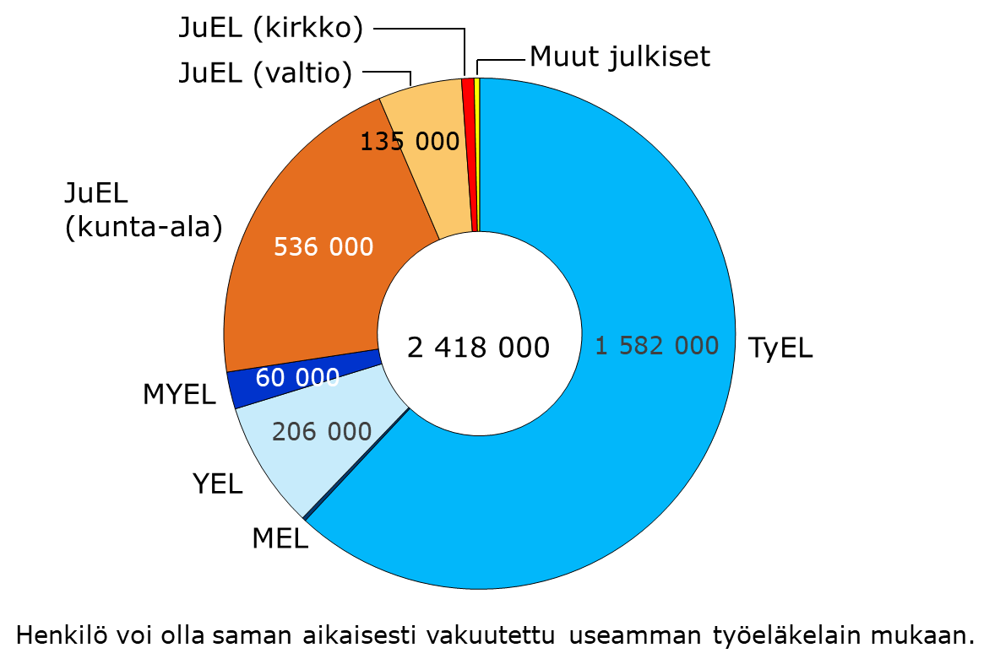 JuEL (kirkko)
Muut julkiset
JuEL (valtio)
135 000
JuEL
(kunta-ala)
536 000
2 418 000
1 582 000
TyEL
60 000
MYEL
206 000
YEL
MEL
Henkilö voi olla saman aikaisesti vakuutettu useamman työeläkelain mukaan.